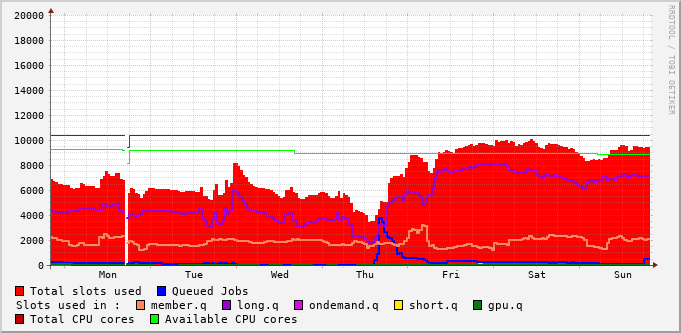 20000
18000
16000
14000
12000
10000
8000
6000
4000
2000
0
Mon Tue Wed Thu Fri Sat Sun
RRDTOOL / TOBI OETIKER
Total slots used Queued Jobs
Slots used in : member.q long.q ondemand.q short.q gpu.q
Total CPU cores Available CPU cores